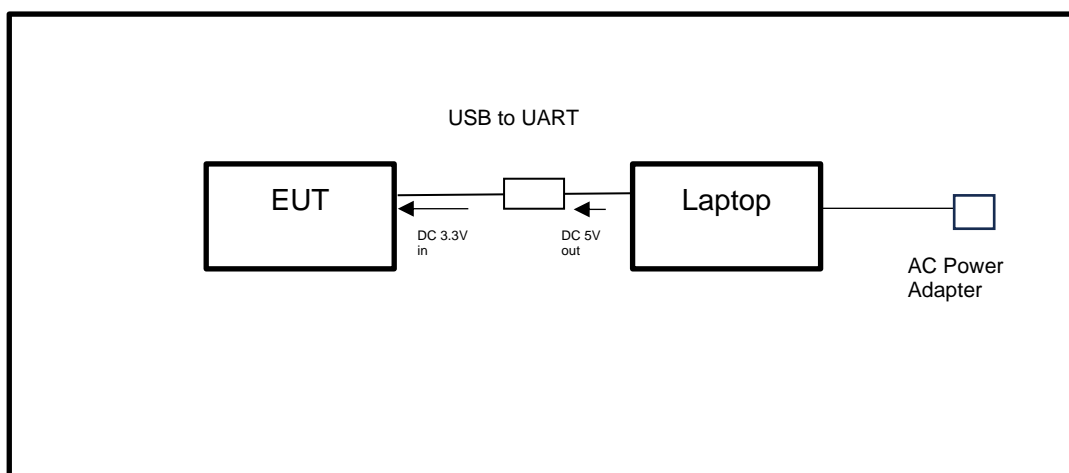 USB to UART
EUT
Laptop
DC 3.3V
in
DC 5V
out
AC Power
Adapter